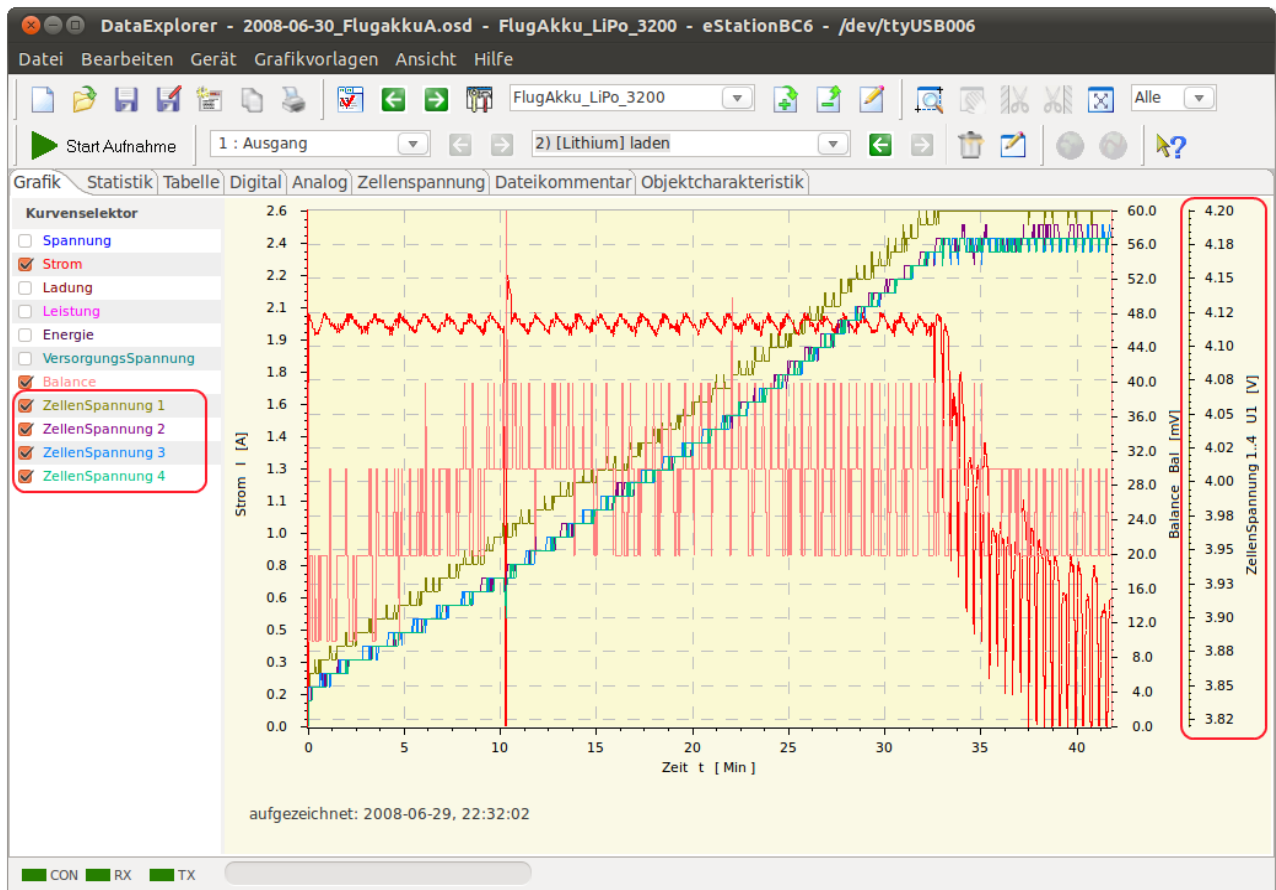 DataExplorer - 2008-06-30_FlugakkuA.osd - FlugAkku_LiPo_3200 - eStationBC6 - /dev/ttyUSB006
Datei Bearbeiten Gerät Grafikvorlagen Ansicht Hilfe
FlugAkku_LiPo_3200 Alle
Start Aufnahme 1 : Ausgang 2) [Lithium] laden
Grafik Statistik Tabelle Digital Analog Zellenspannung Dateikommentar Objektcharakteristik
Kurvenselektor
Spannung
Strom
Ladung
Leistung
Energie
VersorgungsSpannung
Balance
ZellenSpannung 1
ZellenSpannung 2
ZellenSpannung 3
ZellenSpannung 4
Strom I [A]
2.6
2.4
2.2
2.1
1.9
1.8
1.6
1.4
1.3
1.1
1.0
0.8
0.6
0.5
0.3
0.2
0.0
0 5 10 15 20 25 30 35 40
Zeit t [ Min ]
60.0
56.0
52.0
48.0
44.0
40.0
36.0
32.0
28.0
24.0
20.0
16.0
12.0
8.0
4.0
0.0
Balance Bal [mV]
4.20
4.18
4.15
4.12
4.10
4.08
4.05
4.02
4.00
3.98
3.95
3.93
3.90
3.88
3.85
3.82
ZellenSpannung 1..4 U1 [V]
aufgezeichnet: 2008-06-29, 22:32:02
CON RX TX